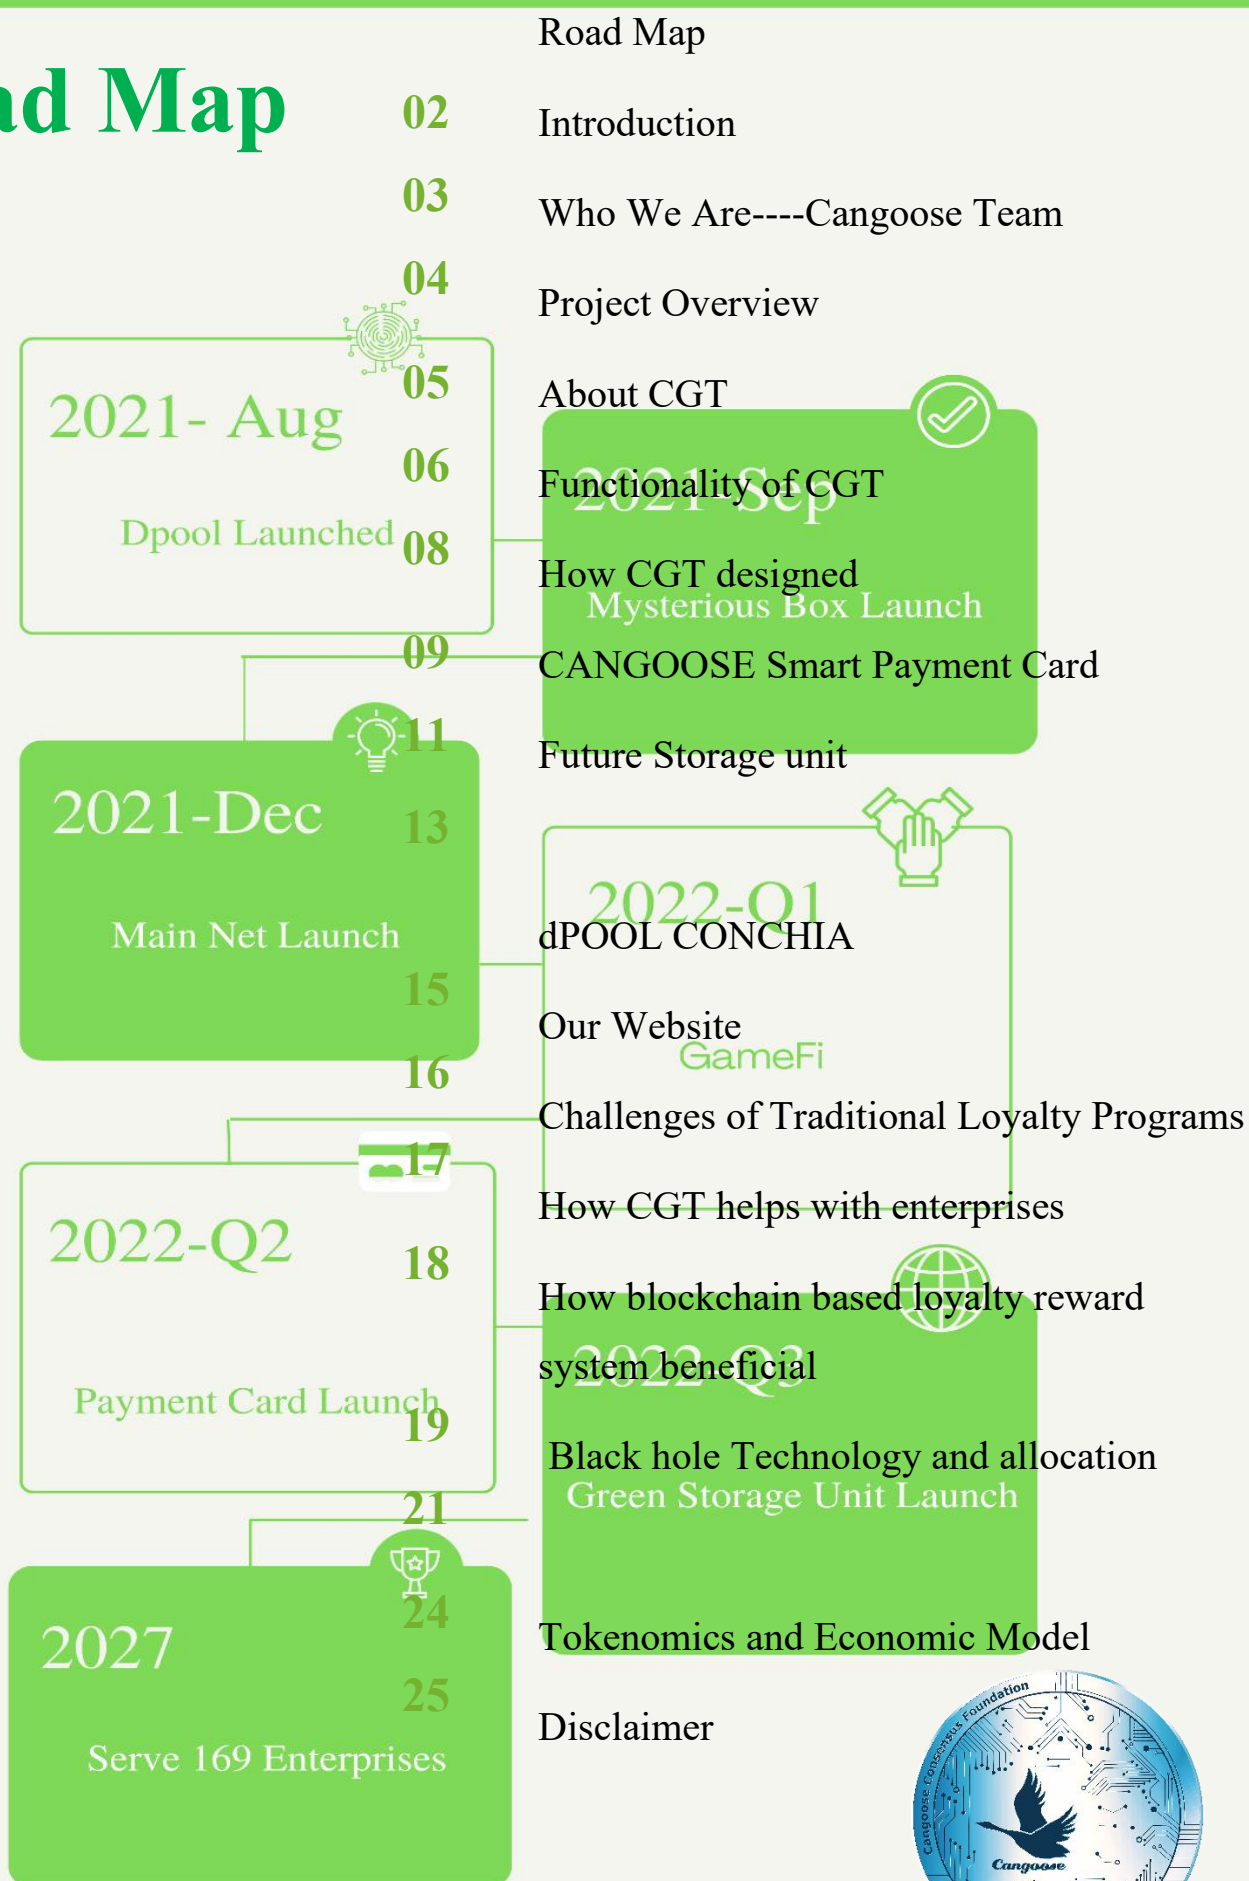 ad Map
Road Map
02
Introduction
03
Who We Are----Cangoose Team
04
Project Overview
05
About CGT
06
Functionality of CGT
08
How CGT designed
09
CANGOOSE Smart Payment Card
11
Future Storage unit
13
dPOOL CONCHIA
15
Our Website
16
Challenges of Traditional Loyalty Programs
17
How CGT helps with enterprises
18
How blockchain based loyalty reward
system beneficial
19
Black hole Technology and allocation
21
24
Tokenomics and Economic Model
25
Disclaimer
2021- Aug
Dpool Launched
2021-Sep
Mysterious Box Launch
2021-Dec
Main Net Launch
2022-Q1
GameFi
2022-Q2
Payment Card Launch
2022-Q3
Green Storage Unit Launch
2027
Serve 169 Enterprises
Cangoose Consensus Foundation
Cangoose